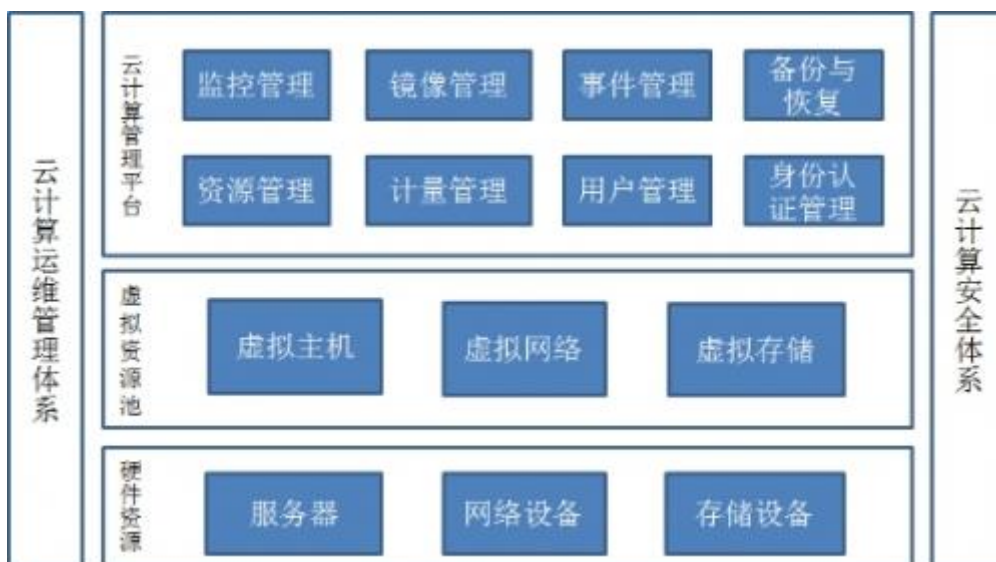 云计算运维管理体系
云计算管理平台
监控管理
镜像管理
事件管理
备份与
恢复
资源管理
计量管理
用户管理
身份认
证管理
虚拟资源池
虚拟主机
虚拟网络
虚拟存储
硬件资源
服务器
网络设备
存储设备
云计算安全体系